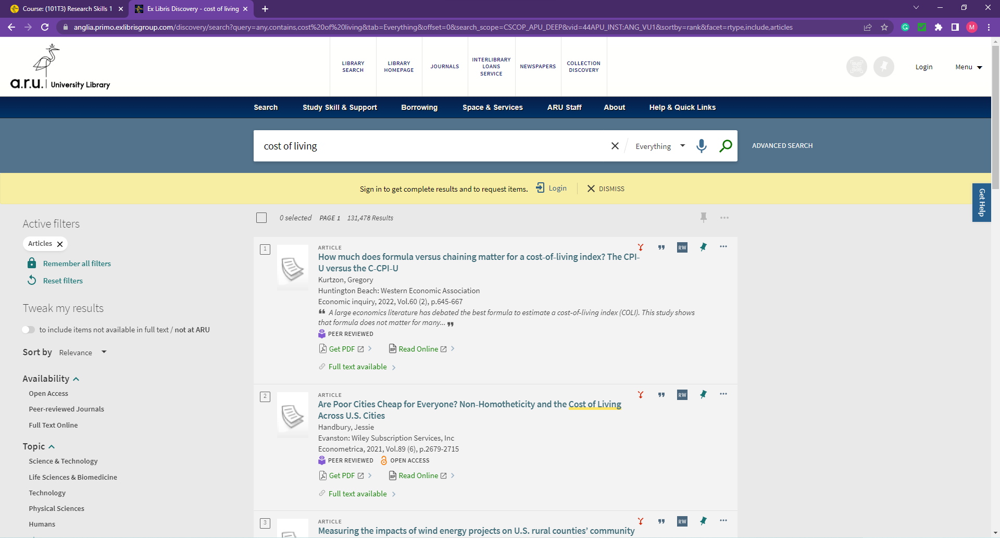 Course: (101T3) Research Skills 1
Ex Libris Discovery - cost of living
anglia.primo.exlibrisgroup.com/discovery/search?query=any,contains,cost%20of%20living&tab=Everything&offset=0&search_scope=CSCOP_APU_DEEP&vid=44APU_INST:ANG_VU1&sortby=rank&facet=rtype,include,articles
M
a.r.u. University Library
LIBRARY
SEARCH
LIBRARY
HOMEPAGE
JOURNALS
INTERLIBRARY
LOANS
SERVICE
NEWSPAPERS
COLLECTION
DISCOVERY
Login
Menu
Search Study Skill & Support Borrowing Space & Services ARU Staff About Help & Quick Links
cost of living
Everything
ADVANCED SEARCH
Sign in to get complete results and to request items. Login DISMISS
Get Help
Active filters
Articles
Remember all filters
Reset filters
Tweak my results
to include items not available in full text / not at ARU
Sort by Relevance
Availability
Open Access
Peer-reviewed Journals
Full Text Online
Topic
Science & Technology
Life Sciences & Biomedicine
Technology
Physical Sciences
Humans
0 selected PAGE 1 131,478 Results
1
ARTICLE
RW
How much does formula versus chaining matter for a cost-of-living index? The CPI-
U versus the C-CPI-U
Kurtzon, Gregory
Huntington Beach: Western Economic Association
Economic inquiry, 2022, Vol.60 (2), p.645-667
“ A large economics literature has debated the best formula to estimate a cost-of-living index (COLI). This study shows
that formula does not matter for many... ”
PEER REVIEWED
Get PDF Read Online
Full text available
2
ARTICLE
RW
Are Poor Cities Cheap for Everyone? Non-Homotheticity and the Cost of Living
Across U.S. Cities
Handbury, Jessie
Evanston: Wiley Subscription Services, Inc
Econometrica, 2021, Vol.89 (6), p.2679-2715
PEER REVIEWED OPEN ACCESS
Get PDF Read Online
Full text available
3
ARTICLE
RW
Measuring the impacts of wind energy projects on U.S. rural counties’ community